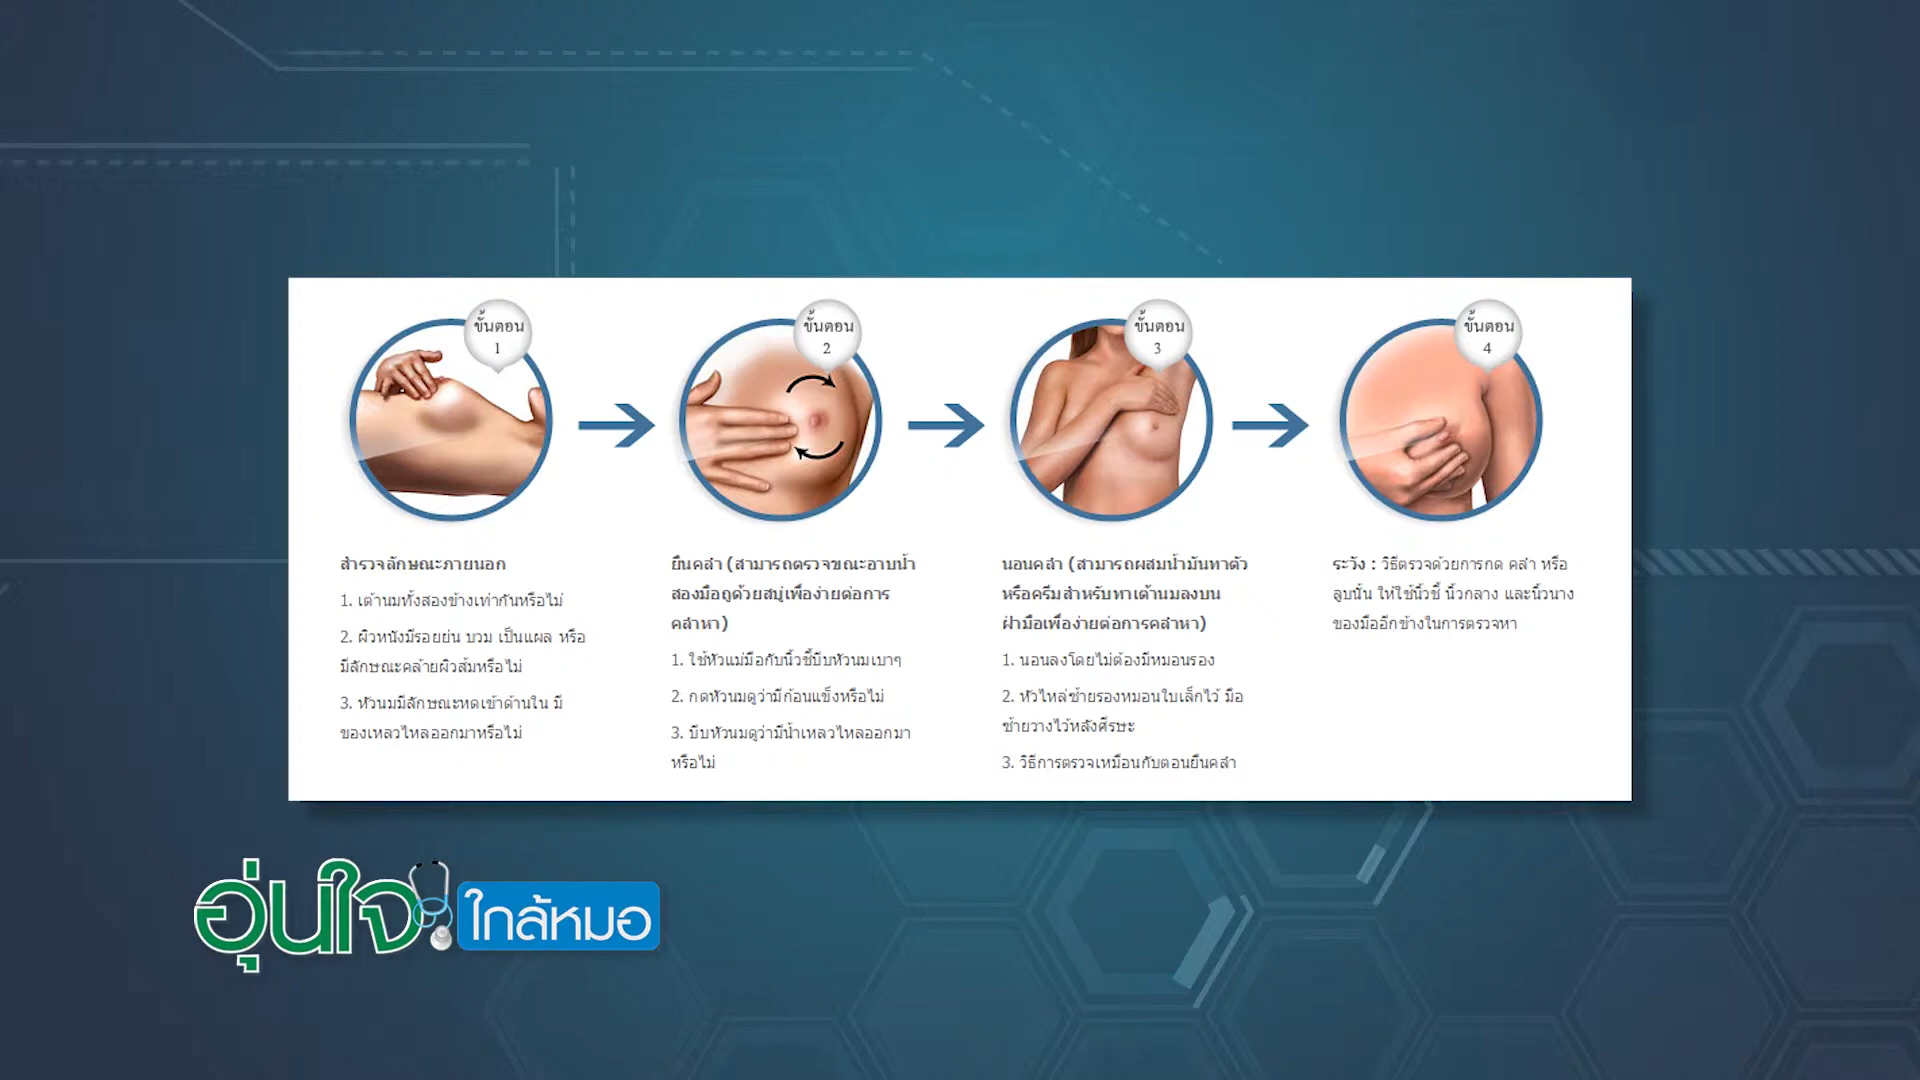 ขั้นตอน
1
สำรวจลักษณะภายนอก
1. เต้านมทั้งสองข้างเท่ากันหรือไม่
2. ผิวหนังมีรอยย่น บวม เป็นแผล หรือ
มีลักษณะคล้ายผิวส้มหรือไม่
3. หัวนมมีลักษณะหดเข้าด้านใน มี
ของเหลวไหลออกมาหรือไม่
ขั้นตอน
2
ยืนคลำ (สามารถตรวจขณะอาบน้ำ
สองมือถูด้วยสบู่เพื่อง่ายต่อการ
คลำหา)
1. ใช้หัวแม่มือกับนิ้วชี้บีบหัวนมเบาๆ
2. กดหัวนมดูว่ามีก้อนแข็งหรือไม่
3. บีบหัวนมดูว่ามีน้ำเหลวไหลออกมา
หรือไม่
ขั้นตอน
3
นอนคลำ (สามารถผสมน้ำมันทาตัว
หรือครีมสำหรับทาเต้านมลงบน
ฝ่ามือเพื่อง่ายต่อการคลำหา)
1. นอนลงโดยไม่ต้องมีหมอนรอง
2. หัวไหล่ซ้ายรองหมอนใบเล็กไว้ มือ
ซ้ายวางไว้หลังศีรษะ
3. วิธีการตรวจเหมือนกับตอนยืนคลำ
ขั้นตอน
4
ระวัง : วิธีตรวจด้วยการกด คลำ หรือ
ลูบนั้น ให้ใช้นิ้วชี้ นิ้วกลาง และนิ้วนาง
ของมืออีกข้างในการตรวจหา
อุ่นใจ ใกล้หมอ